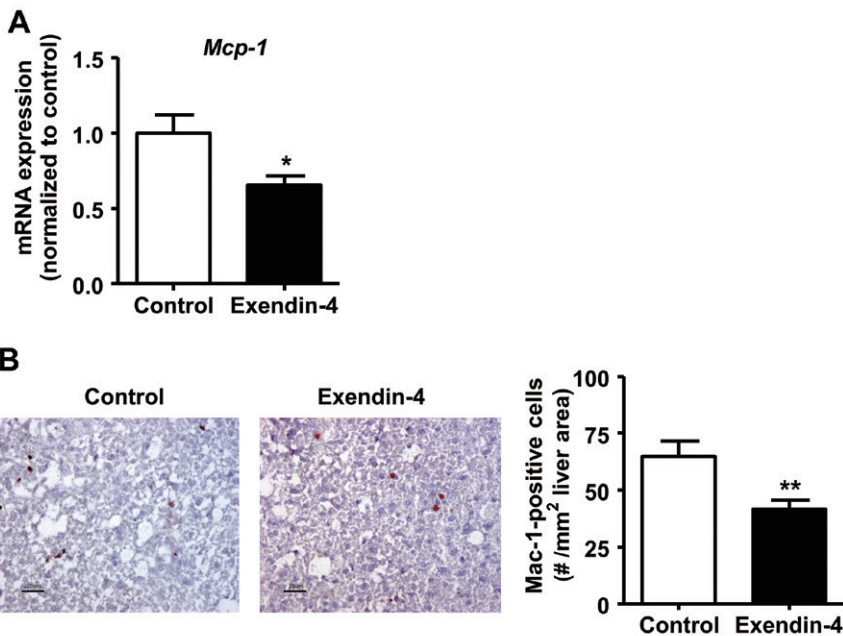 A
Mcp-1
mRNA expression
(normalized to control)
1.5
1.0
0.5
0.0
*
Control
Exendin-4
B
Control
Exendin-4
Mac-1-positive cells
(# /mm² liver area)
100
75
50
25
0
**
Control
Exendin-4